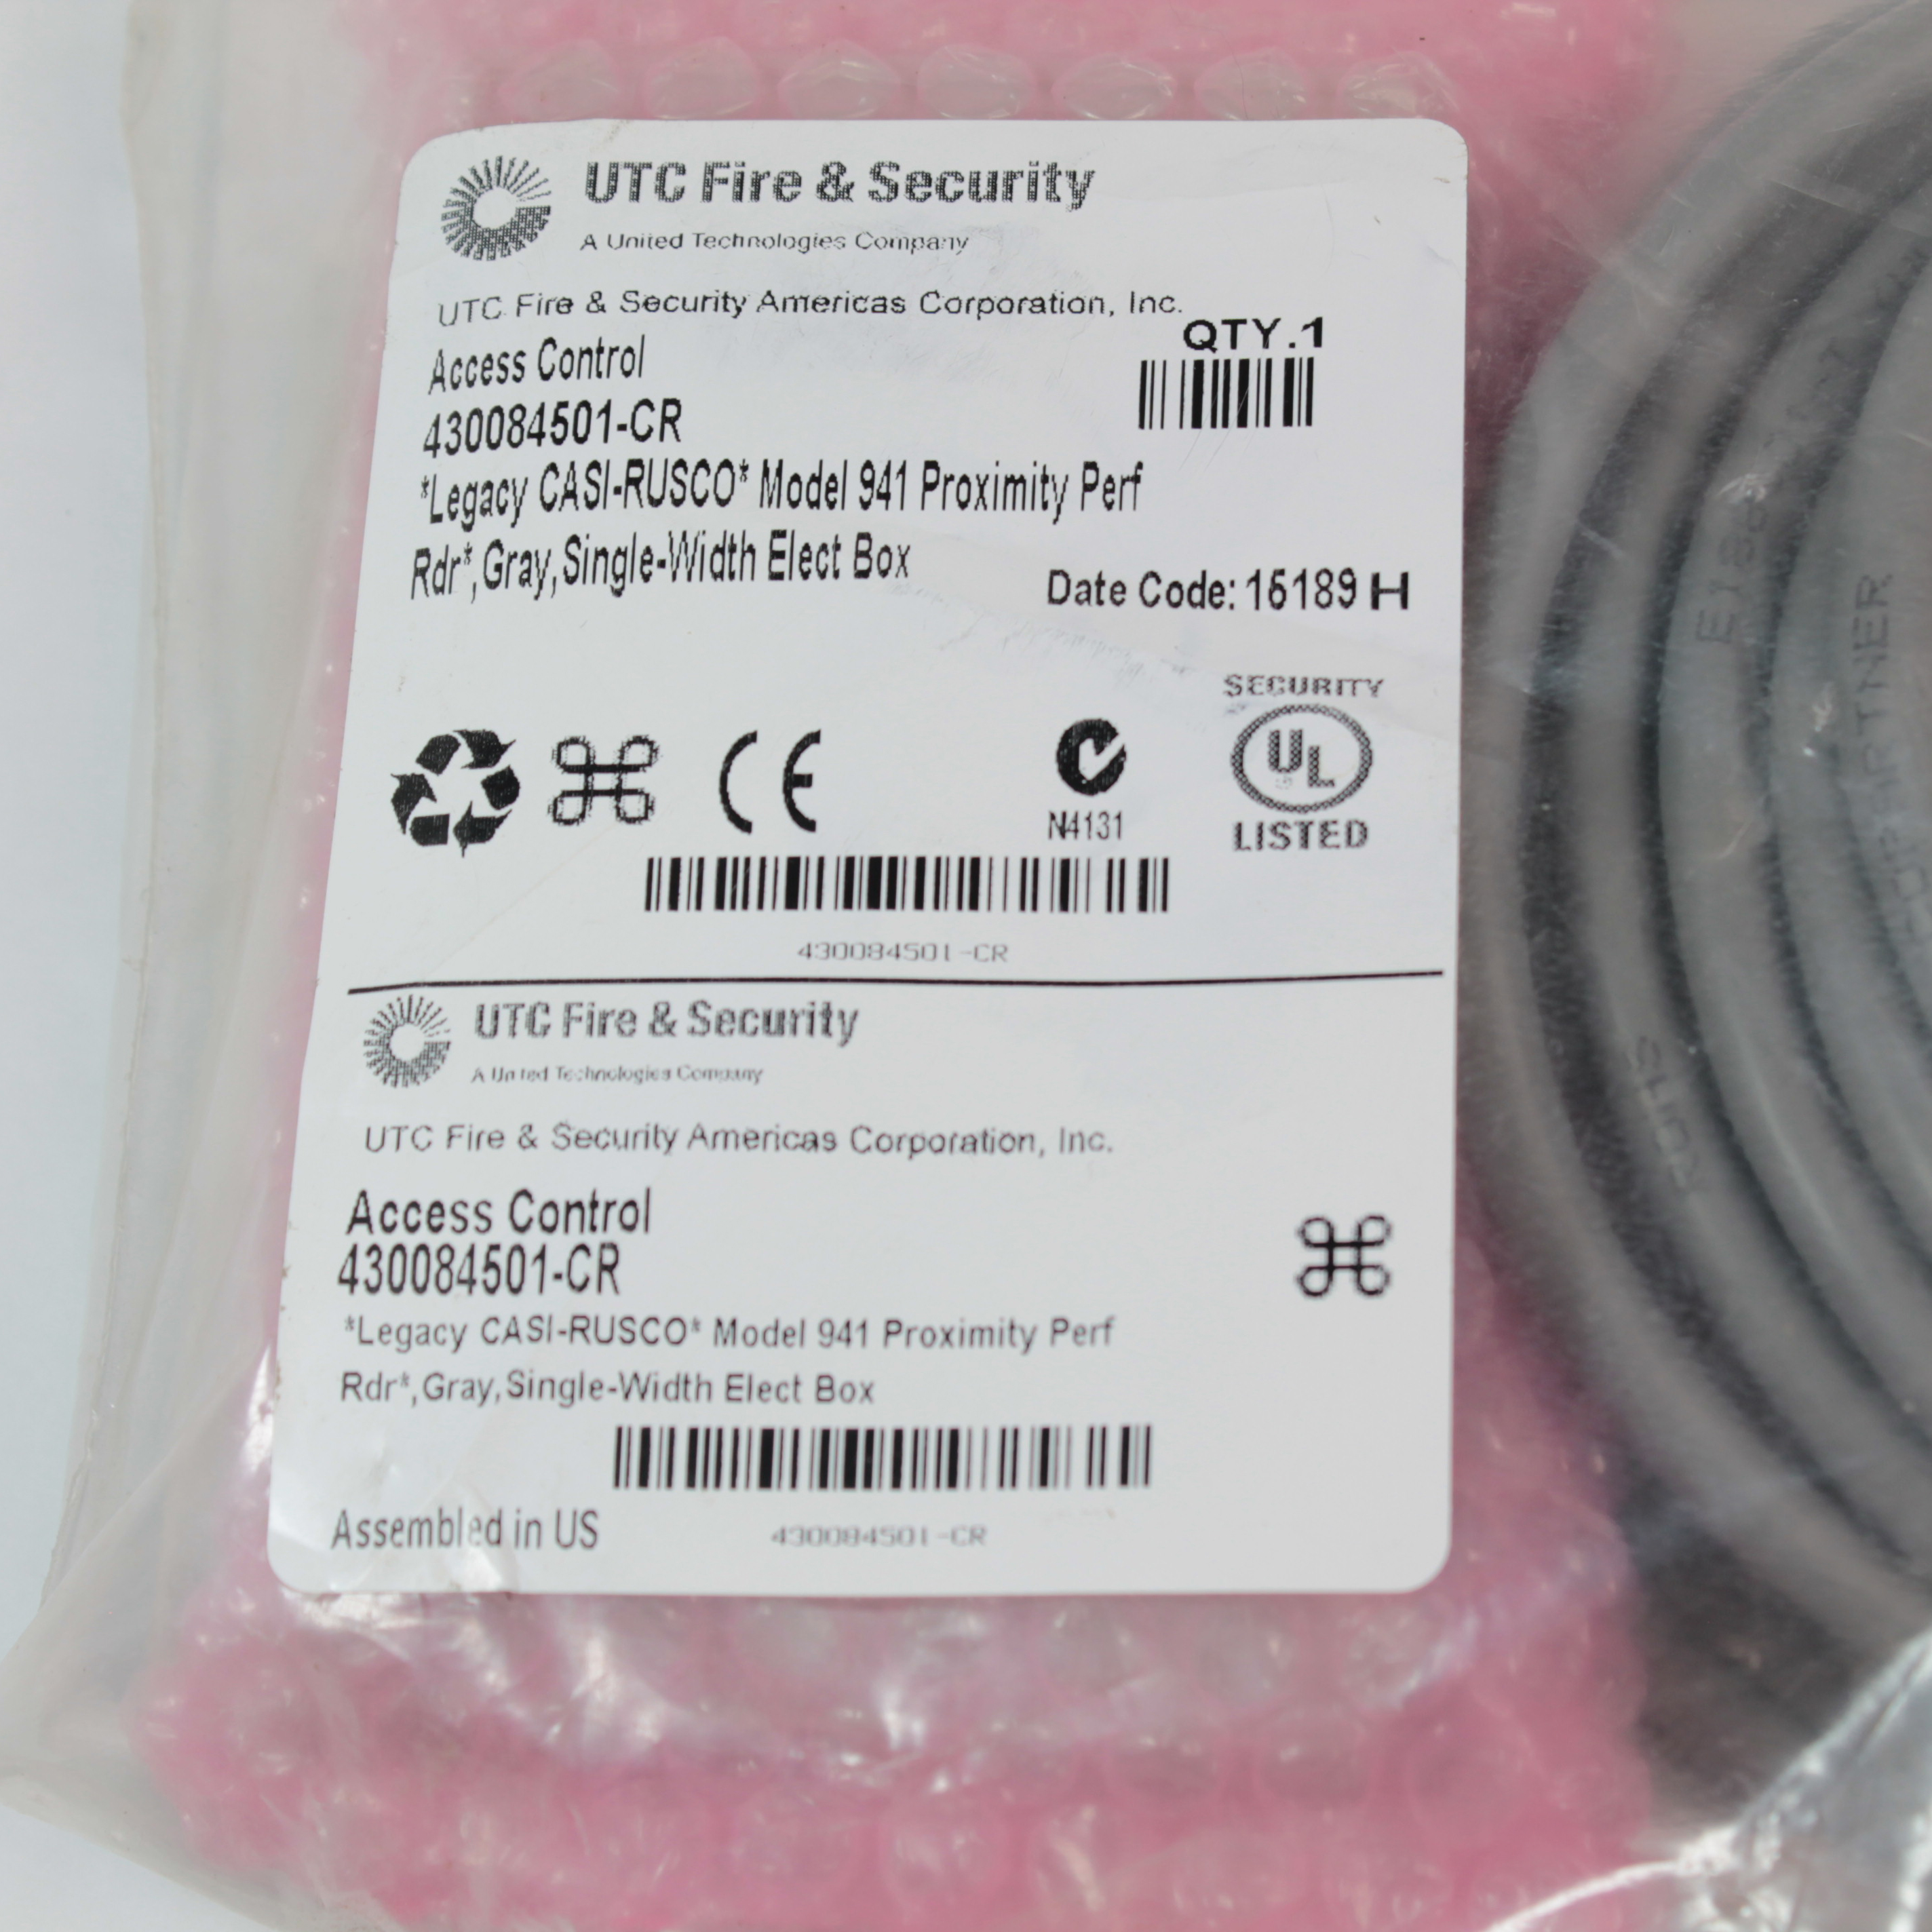 UTC Fire & Security
A United Technologies Company
UTC Fire & Security Americas Corporation, Inc.
QTY.1
Access Control
430084501-CR
*Legacy CASI-RUSCO* Model 941 Proximity Perf
Rdr*,Gray,Single-Width Elect Box
Date Code: 15189 H
SECURITY
UL
LISTED
CE
N4131
430084501-CR
UTC Fire & Security
A United Technologies Company
UTC Fire & Security Americas Corporation, Inc.
Access Control
430084501-CR
*Legacy CASI-RUSCO* Model 941 Proximity Perf
Rdr*,Gray,Single-Width Elect Box
Assembled in US
430084501-CR
RoHS